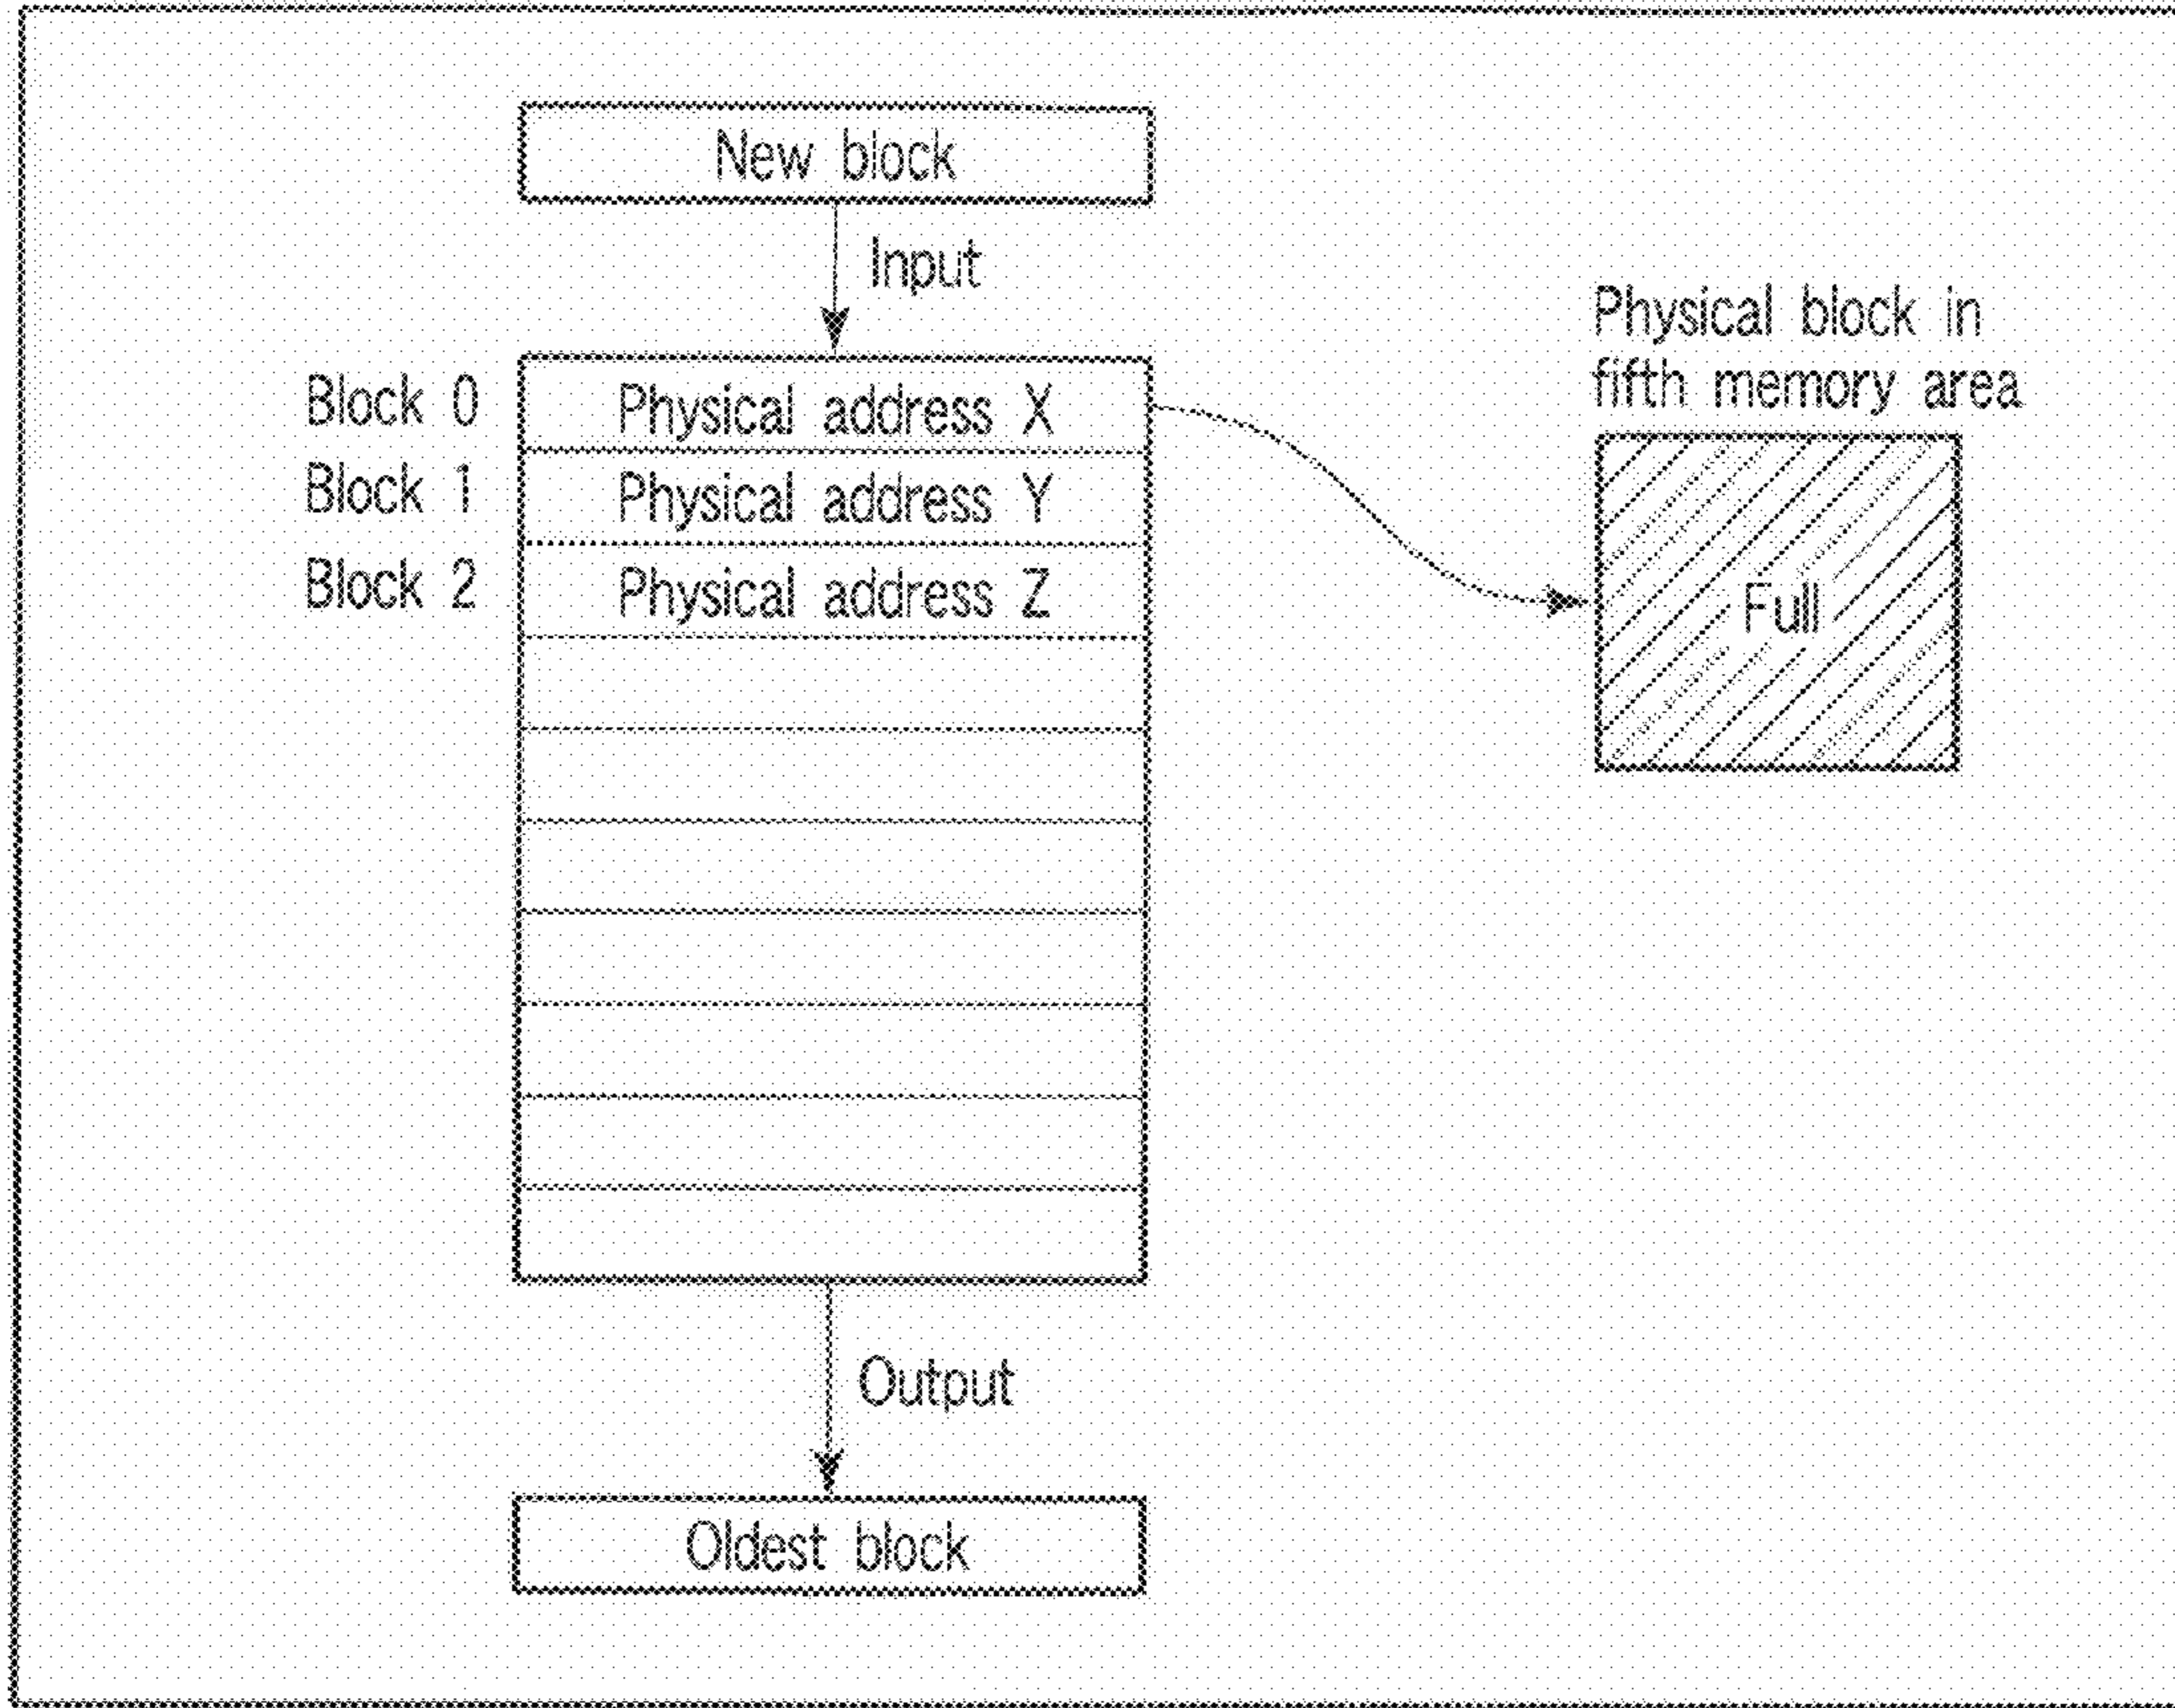 New block
Input
Physical block in
fifth memory area
Block 0 Physical address X
Block 1 Physical address Y
Block 2 Physical address Z
Full
Output
Oldest block